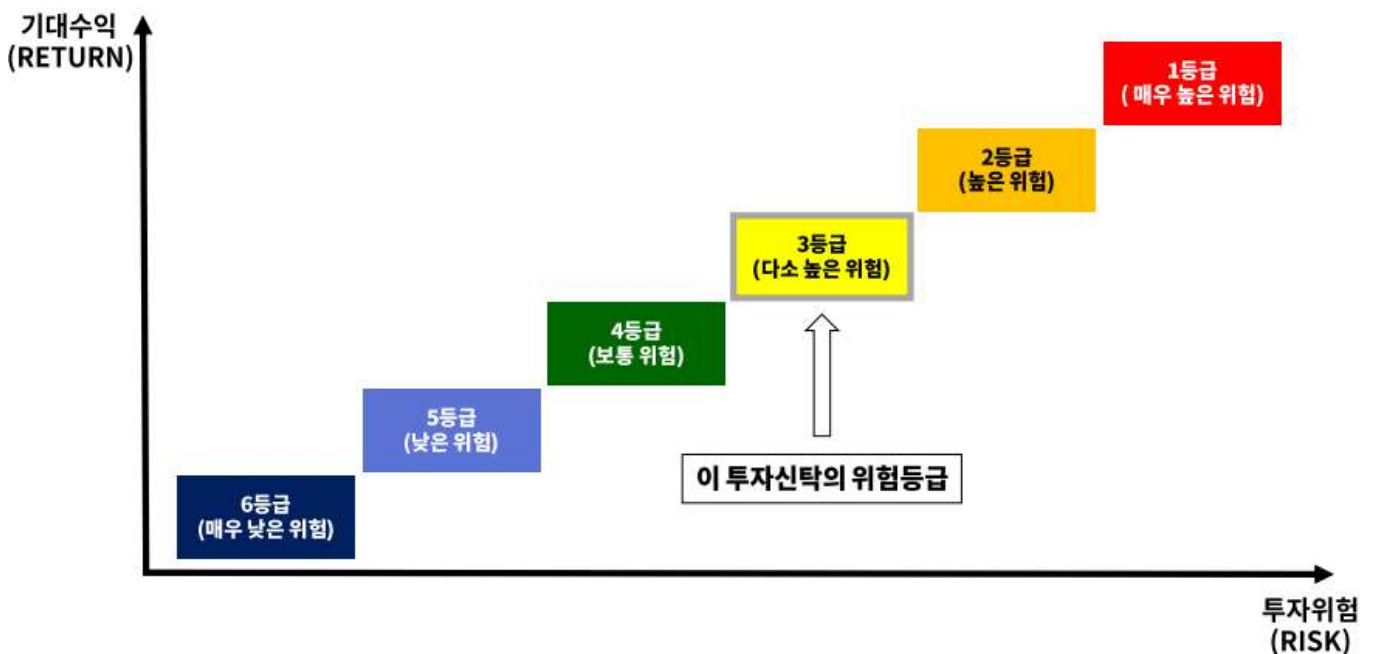 기대수익
(RETURN)
1등급
( 매우 높은 위험)
2등급
(높은 위험)
3등급
(다소 높은 위험)
4등급
(보통 위험)
5등급
(낮은 위험)
이 투자신탁의 위험등급
6등급
(매우 낮은 위험)
투자위험
(RISK)